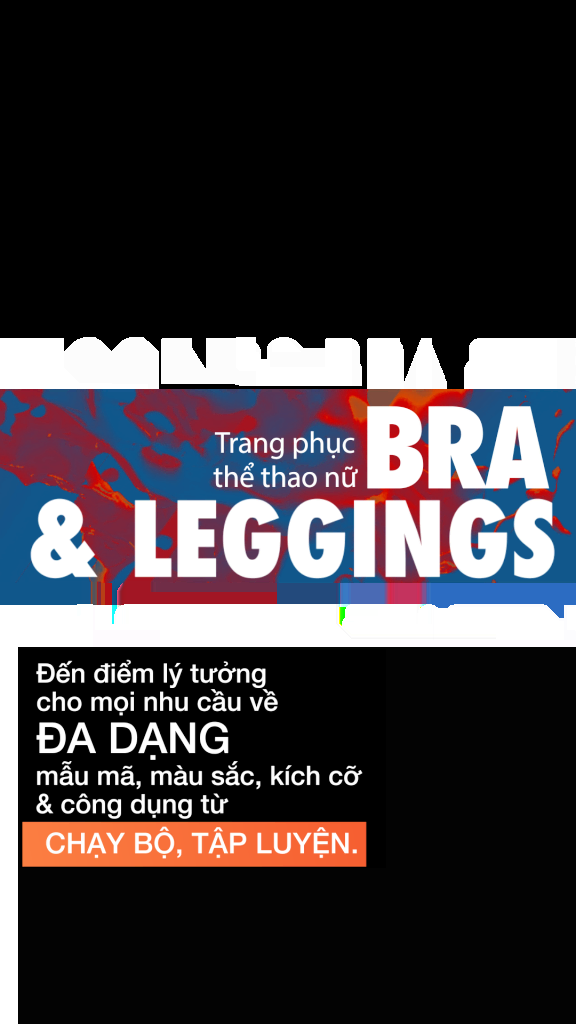 Trang phục
thể thao nữ
BRA
& LEGGINGS
Đến điểm lý tưởng
cho mọi nhu cầu về
ĐA DẠNG
mẫu mã, màu sắc, kích cỡ
& công dụng từ
CHẠY BỘ, TẬP LUYỆN.